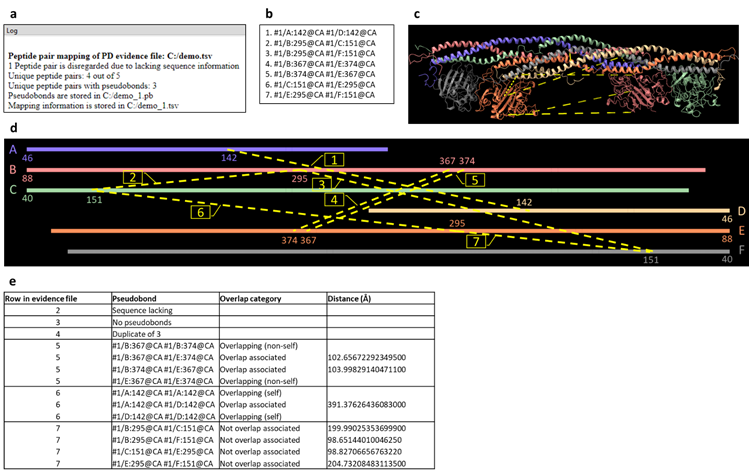 a
Log
Peptide pair mapping of PD evidence file: C:/demo.tsv
1 Peptide pair is disregarded due to lacking sequence information
Unique peptide pairs: 4 out of 5
Unique peptide pairs with pseudobonds: 3
Pseudobonds are stored in C:/demo_1.pb
Mapping information is stored in C:/demo_1.tsv
b
1. #1/A:142@CA #1/D:142@CA
2. #1/B:295@CA #1/C:151@CA
3. #1/B:295@CA #1/F:151@CA
4. #1/B:367@CA #1/E:374@CA
5. #1/B:374@CA #1/E:367@CA
6. #1/C:151@CA #1/E:295@CA
7. #1/E:295@CA #1/F:151@CA
c
d
A
46 142 1 367 374
B
88 2 295 3 5
C
40 151 4 142
6 D
295 46
E
374 367 7 88
F
151 40
e
Row in evidence file Pseudobond Overlap category Distance (Å)
2 Sequence lacking
3 No pseudobonds
4 Duplicate of 3
5 #1/B:367@CA #1/B:374@CA Overlapping (non-self)
5 #1/B:367@CA #1/E:374@CA Overlap associated 102.65672292349500
5 #1/B:374@CA #1/E:367@CA Overlap associated 103.99829140471100
5 #1/E:367@CA #1/E:374@CA Overlapping (non-self)
6 #1/A:142@CA #1/A:142@CA Overlapping (self)
6 #1/A:142@CA #1/D:142@CA Overlap associated 391.37626436083000
6 #1/D:142@CA #1/D:142@CA Overlapping (self)
7 #1/B:295@CA #1/C:151@CA Not overlap associated 199.99025353699900
7 #1/B:295@CA #1/F:151@CA Not overlap associated 98.65144010046250
7 #1/C:151@CA #1/E:295@CA Not overlap associated 98.82706656763220
7 #1/E:295@CA #1/F:151@CA Not overlap associated 204.73208483113500